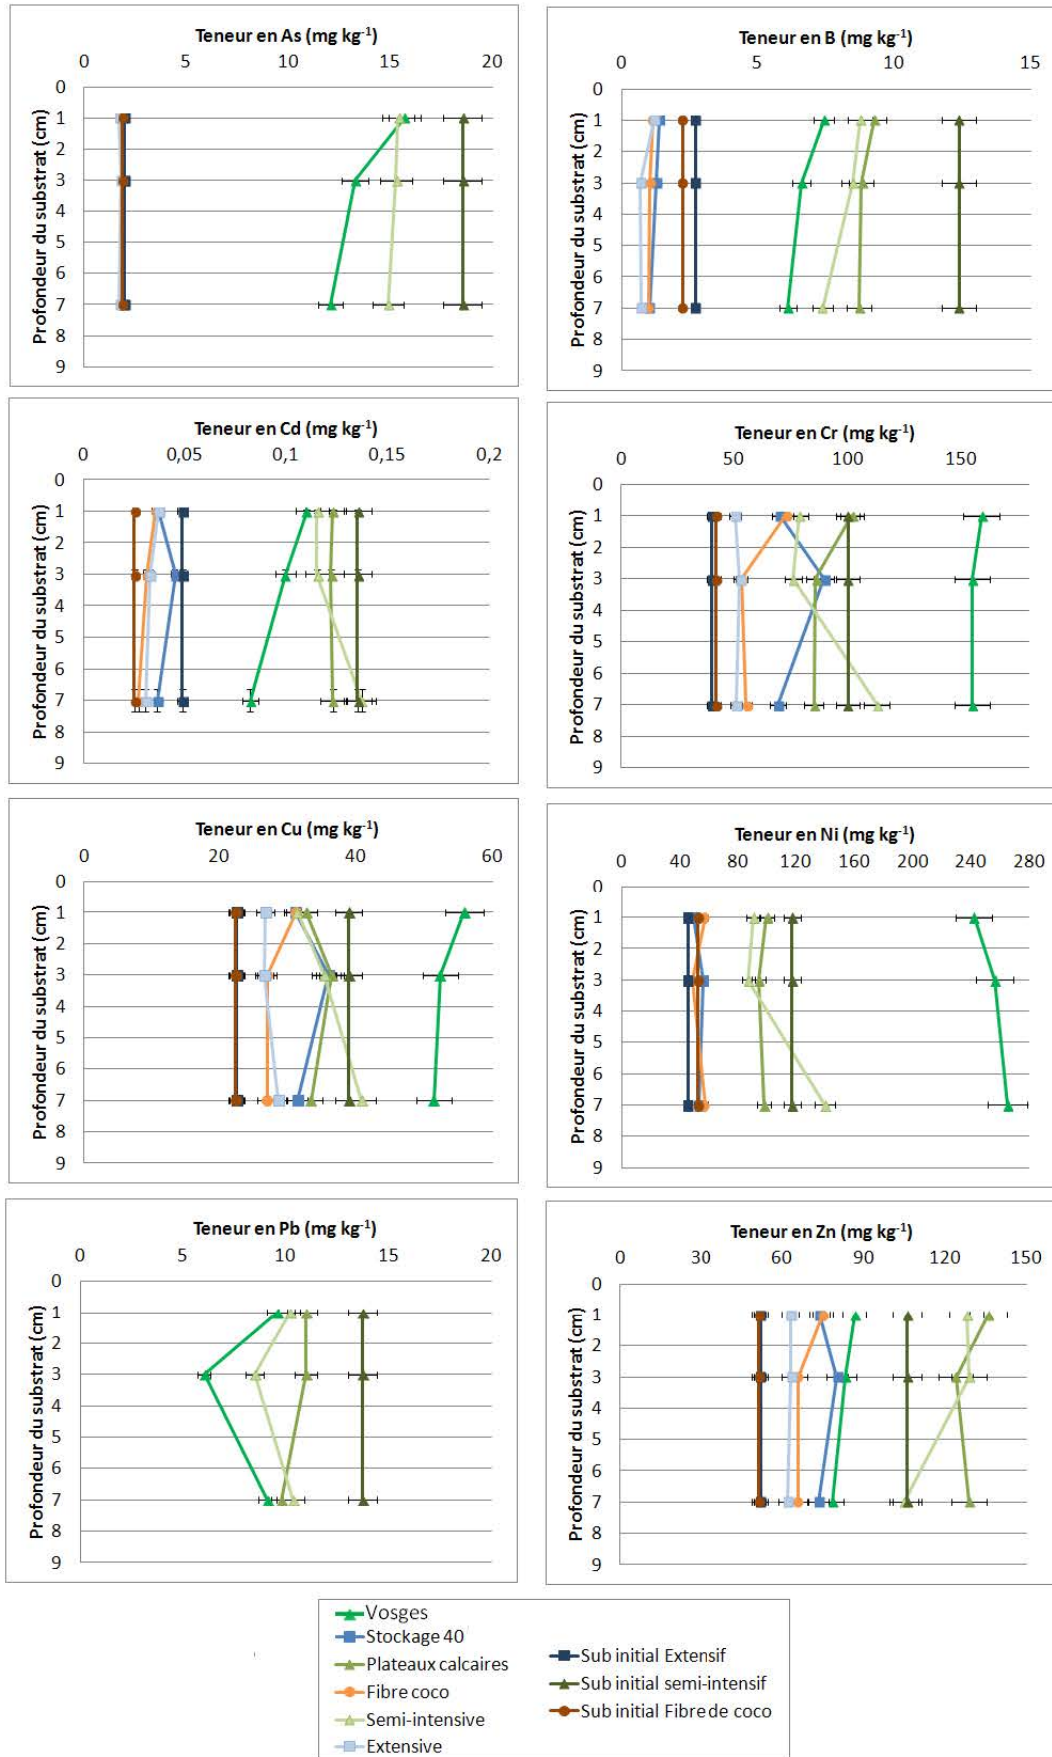 Teneur en As (mg kg⁻¹)
0 5 10 15 20
Profondeur du substrat (cm)
0
1
2
3
4
5
6
7
8
9
Teneur en B (mg kg⁻¹)
0 5 10 15
Profondeur du substrat (cm)
0
1
2
3
4
5
6
7
8
9
Teneur en Cd (mg kg⁻¹)
0 0,05 0,1 0,15 0,2
Profondeur du substrat (cm)
0
1
2
3
4
5
6
7
8
9
Teneur en Cr (mg kg⁻¹)
0 50 100 150
Profondeur du substrat (cm)
0
1
2
3
4
5
6
7
8
9
Teneur en Cu (mg kg⁻¹)
0 20 40 60
Profondeur du substrat (cm)
0
1
2
3
4
5
6
7
8
9
Teneur en Ni (mg kg⁻¹)
0 40 80 120 160 200 240 280
Profondeur du substrat (cm)
0
1
2
3
4
5
6
7
8
9
Teneur en Pb (mg kg⁻¹)
0 5 10 15 20
Profondeur du substrat (cm)
0
1
2
3
4
5
6
7
8
9
Teneur en Zn (mg kg⁻¹)
0 30 60 90 120 150
Profondeur du substrat (cm)
0
1
2
3
4
5
6
7
8
9
Vosges
Stockage 40
Plateaux calcaires
Fibre coco
Semi-intensive
Extensive
Sub initial Extensif
Sub initial semi-intensif
Sub initial Fibre de coco